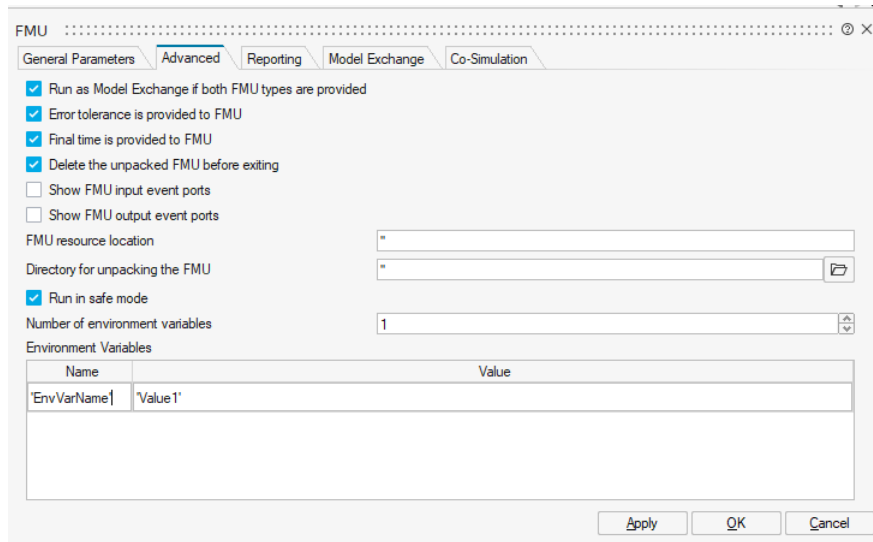 FMU
General Parameters Advanced Reporting Model Exchange Co-Simulation
Run as Model Exchange if both FMU types are provided
Error tolerance is provided to FMU
Final time is provided to FMU
Delete the unpacked FMU before exiting
Show FMU input event ports
Show FMU output event ports
FMU resource location ''
Directory for unpacking the FMU ''
Run in safe mode
Number of environment variables 1
Environment Variables
Name Value
'EnvVarName' 'Value1'
Apply OK Cancel